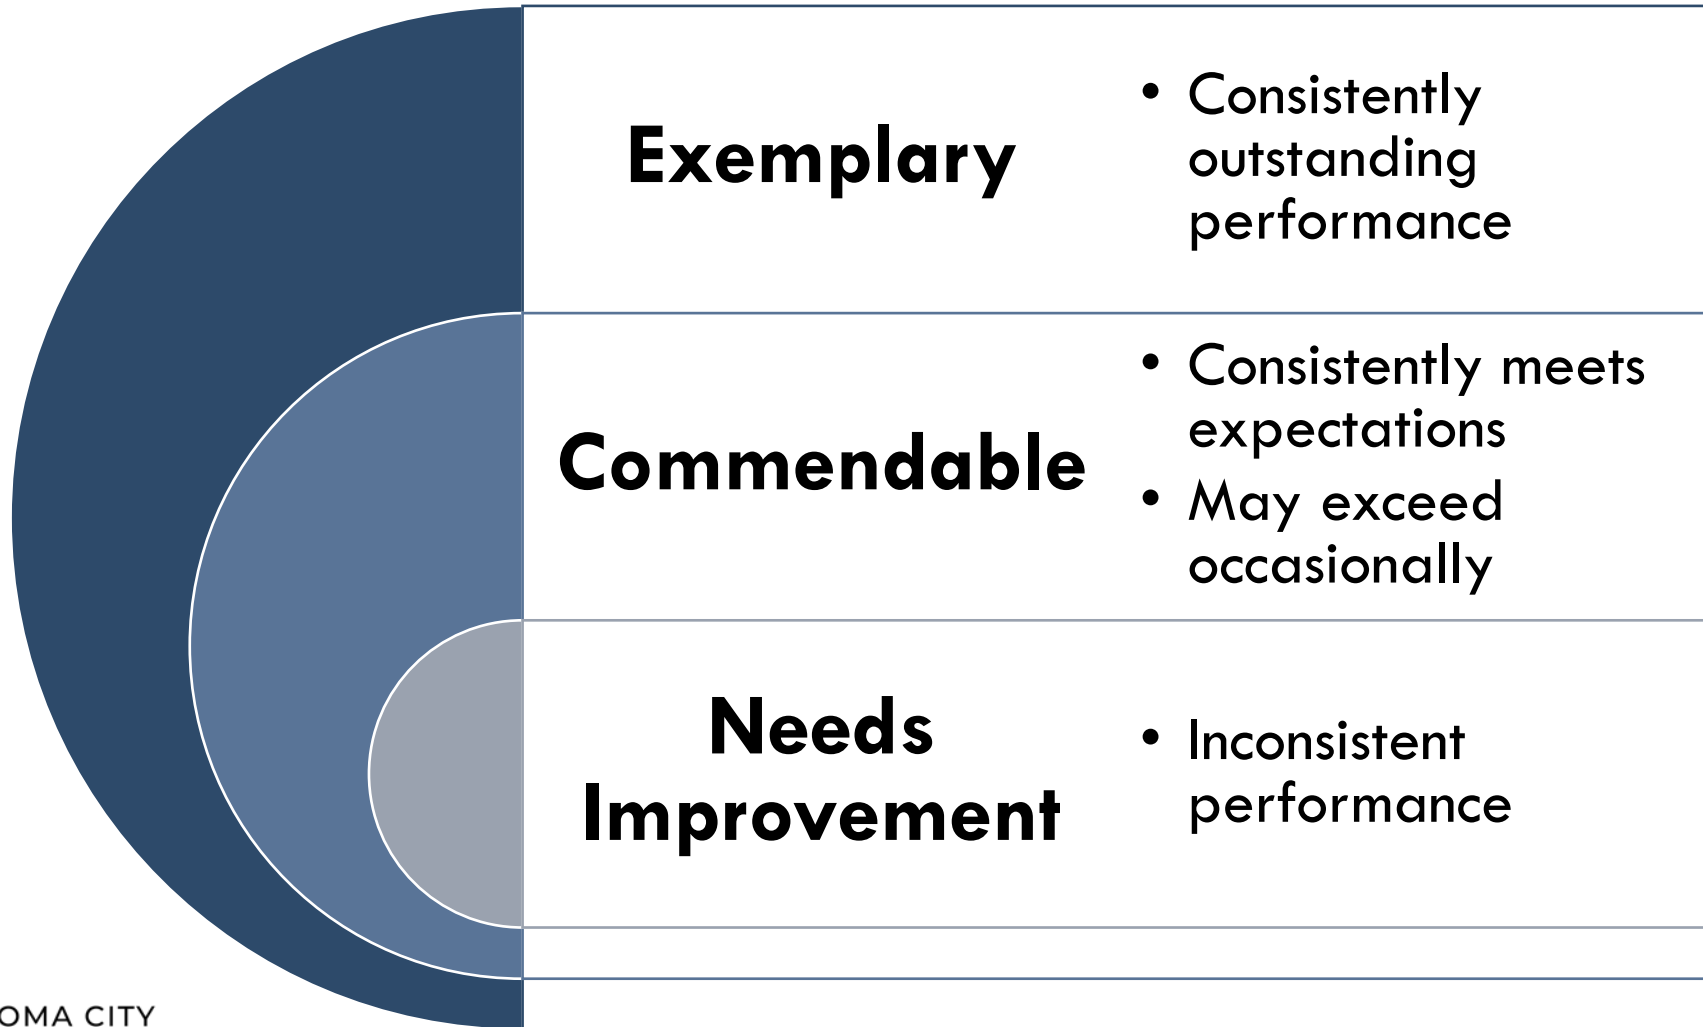 Exemplary
• Consistently
outstanding
performance
Commendable
• Consistently meets
expectations
• May exceed
occasionally
Needs
Improvement
• Inconsistent
performance
OMA CITY